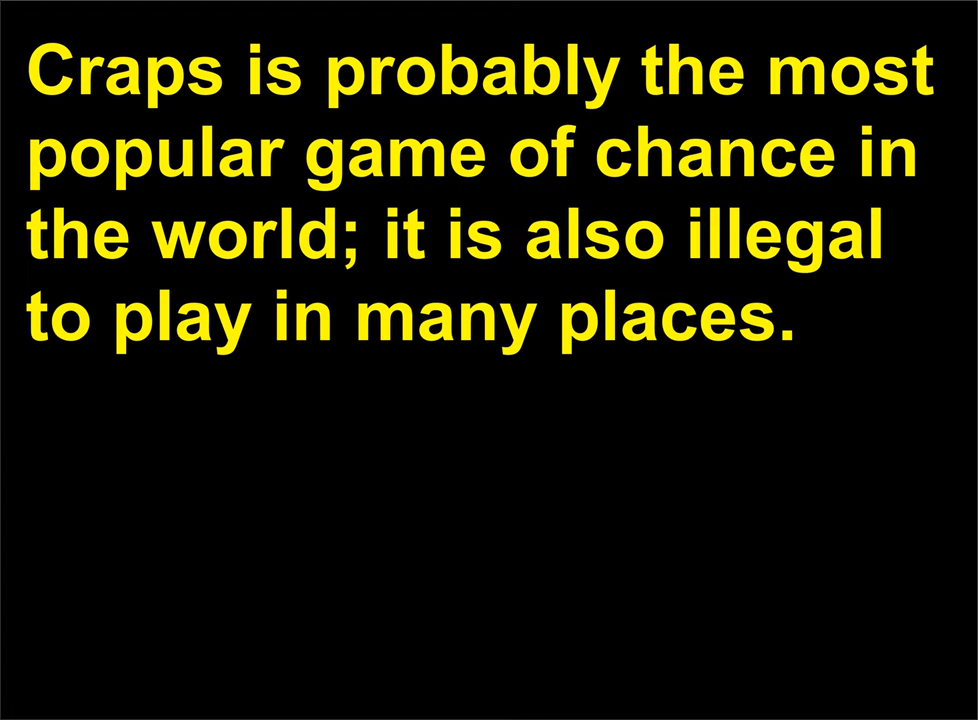 Craps is probably the most
popular game of chance in
the world; it is also illegal
to play in many places.